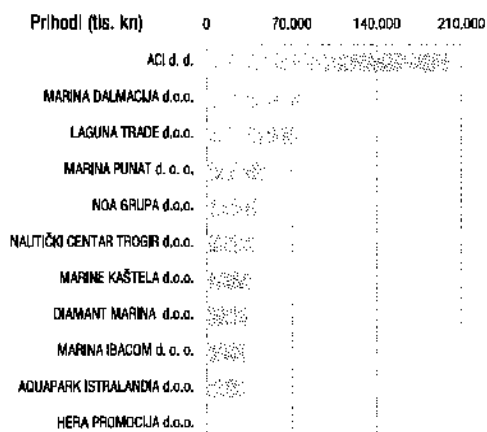 Prihodi (tis. kn) 0 70.000 140.000 210.000
ACI d. d.
MARINA DALMACIJA d.o.o.
LAGUNA TRADE d.o.o.
MARINA PUNAT d. o. o.
NOA GRUPA d.o.o.
NAUTIČKI CENTAR TROGIR d.o.o.
MARINE KAŠTELA d.o.o.
DIAMANT MARINA d.o.o.
MARINA IBACOM d. o. o.
AQUAPARK ISTRALANDIA d.o.o.
HERA PROMOCIJA d.o.o.